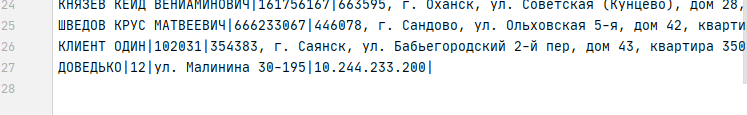 24 КНЯЗЕВ КЕИД ВЕНИАМИНОВИЧ|161756167|663595, г. Оханск, ул. Советская (Кунцево), дом 28,
25 ШВЕДОВ КРУС МАТВЕЕВИЧ|666233067|446078, г. Сандово, ул. Ольховская 5-я, дом 42, кварти
26 КЛИЕНТ ОДИН|102031|354383, г. Саянск, ул. Бабьегородский 2-й пер, дом 43, квартира 350
27 ДОВЕДЬКО|12|ул. Малинина 30-195|10.244.233.200|
28